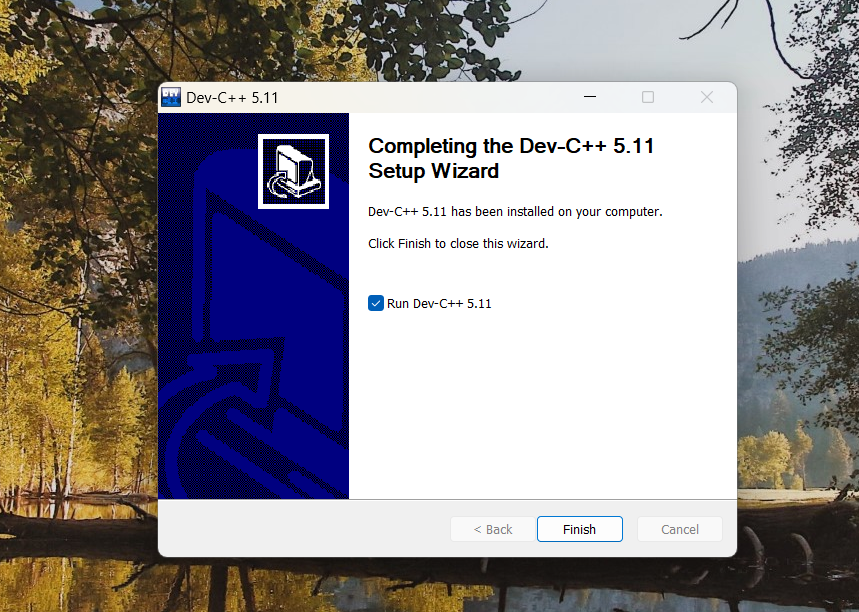 Dev-C++ 5.11
Completing the Dev-C++ 5.11
Setup Wizard
Dev-C++ 5.11 has been installed on your computer.
Click Finish to close this wizard.
Run Dev-C++ 5.11
< Back
Finish
Cancel